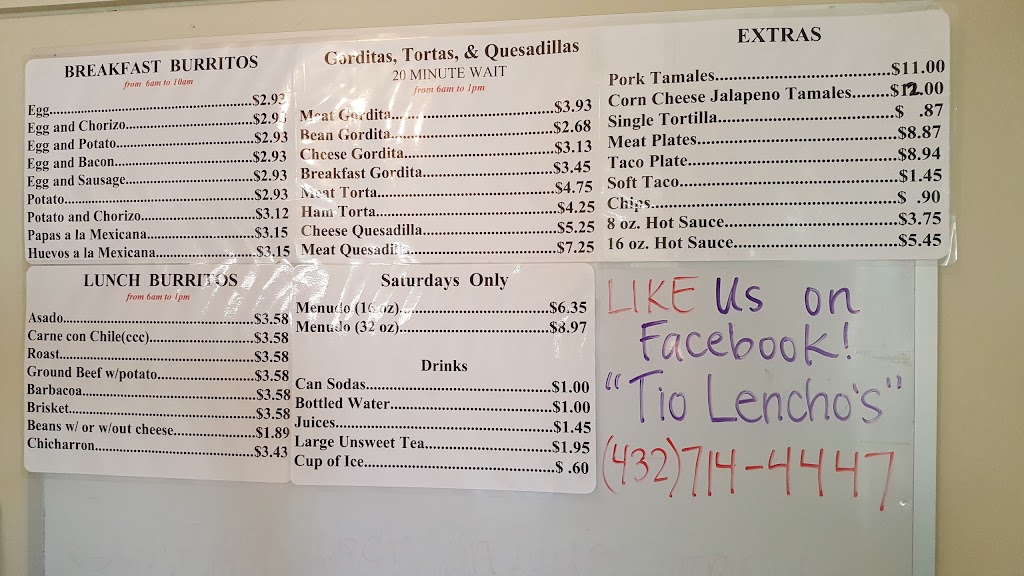 BREAKFAST BURRITOS
from 6am to 10am
Egg..........$2.93
Egg and Chorizo..........$2.93
Egg and Potato..........$2.93
Egg and Bacon..........$2.93
Egg and Sausage..........$2.93
Potato..........$2.93
Potato and Chorizo..........$3.12
Papas a la Mexicana..........$3.15
Huevos a la Mexicana..........$3.15
LUNCH BURRITOS
from 6am to 1pm
Asado..........$3.58
Carne con Chile(ccc)..........$3.58
Roast..........$3.58
Ground Beef w/potato..........$3.58
Barbacoa..........$3.58
Brisket..........$3.58
Beans w/ or w/out cheese..........$1.89
Chicharron..........$3.43
Gorditas, Tortas, & Quesadillas
20 MINUTE WAIT
from 6am to 1pm
Meat Gordita..........$3.93
Bean Gordita..........$2.68
Cheese Gordita..........$3.13
Breakfast Gordita..........$3.45
Meat Torta..........$4.75
Ham Torta..........$4.25
Cheese Quesadilla..........$5.25
Meat Quesadilla..........$7.25
Saturdays Only
Menudo (16 oz)..........$6.35
Menudo (32 oz)..........$8.97
Drinks
Can Sodas..........$1.00
Bottled Water..........$1.00
Juices..........$1.45
Large Unsweet Tea..........$1.95
Cup of Ice..........$ .60
EXTRAS
Pork Tamales..........$11.00
Corn Cheese Jalapeno Tamales..........$12.00
Single Tortilla..........$ .87
Meat Plates..........$8.87
Taco Plate..........$8.94
Soft Taco..........$1.45
Chips..........$ .90
8 oz. Hot Sauce..........$3.75
16 oz. Hot Sauce..........$5.45
LIKE Us on
Facebook!
"Tio Lencho's"
(432)714-4447